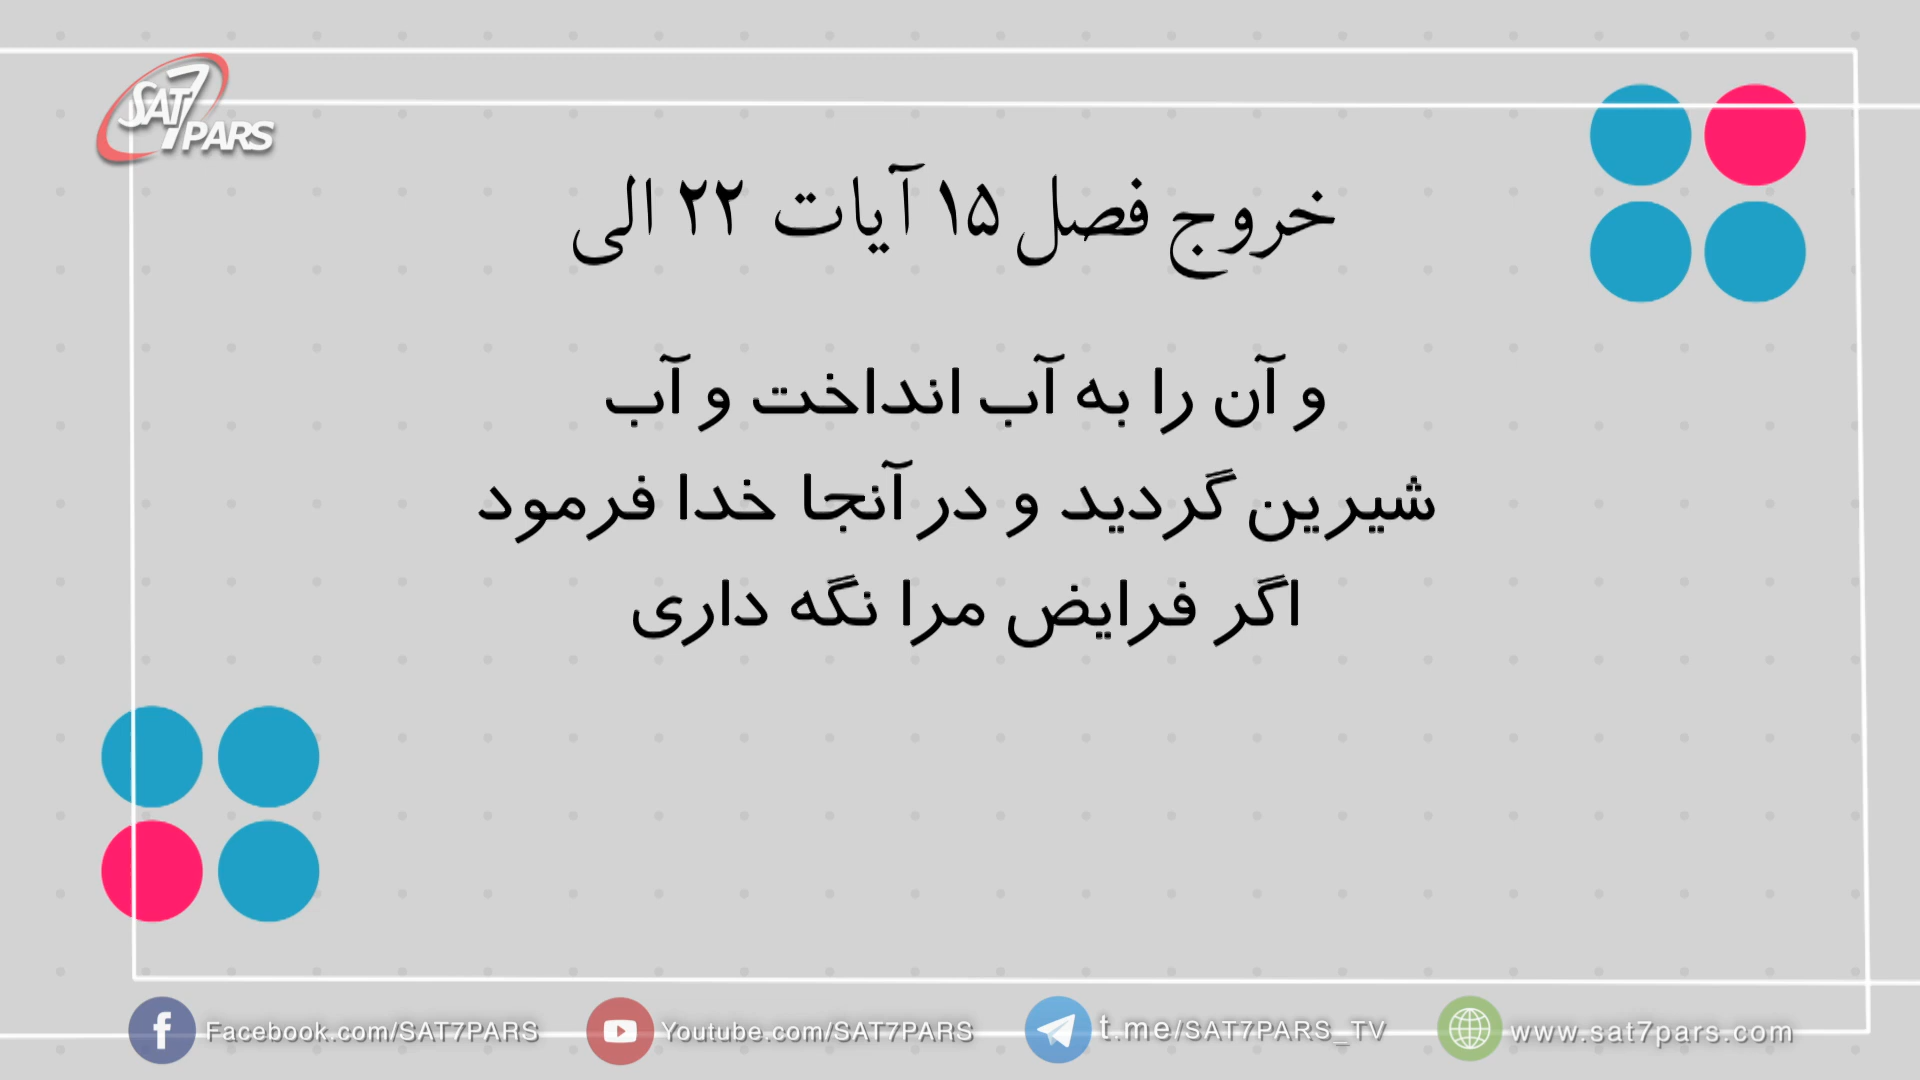 SAT7
PARS
خروج فصل ۱۵ آیات ۲۲ الی
و آن را به آب انداخت و آب
شیرین گردید و در آنجا خدا فرمود
اگر فرایض مرا نگه داری
Facebook.com/SAT7PARS
Youtube.com/SAT7PARS
t.me/SAT7PARS_TV
www.sat7pars.com